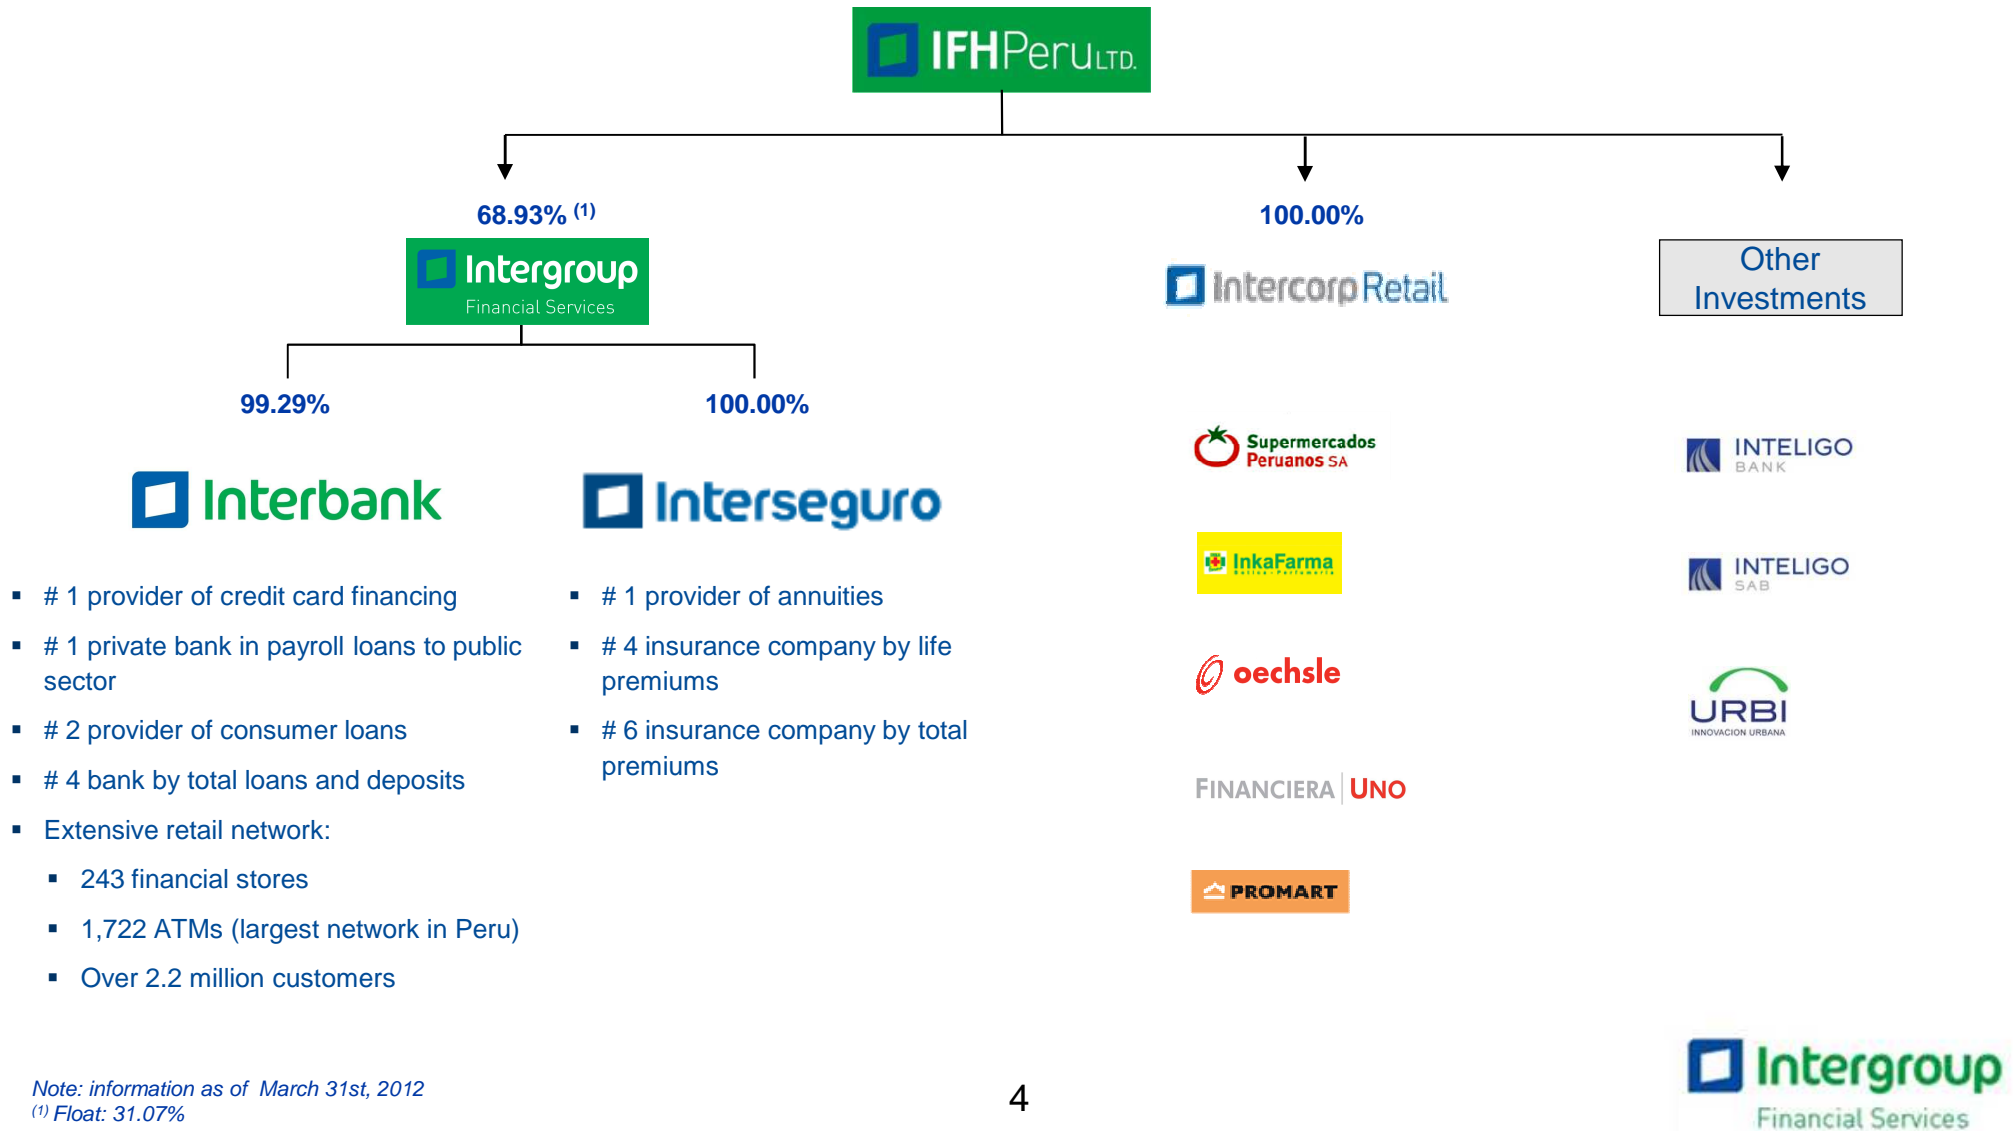 IFHPeru LTD.
68.93% (1)
100.00%
Intergroup
Financial Services
Intercorp Retail
Other
Investments
99.29%
100.00%
Interbank
Interseguro
# 1 provider of credit card financing
# 1 private bank in payroll loans to public
sector
# 2 provider of consumer loans
# 4 bank by total loans and deposits
Extensive retail network:
243 financial stores
1,722 ATMs (largest network in Peru)
Over 2.2 million customers
# 1 provider of annuities
# 4 insurance company by life
premiums
# 6 insurance company by total
premiums
Supermercados
Peruanos SA
InkaFarma
oechsle
FINANCIERA UNO
PROMART
INTELIGO
BANK
INTELIGO
SAB
URBI
INNOVACION URBANA
Note: information as of March 31st, 2012
(1) Float: 31.07%
4
Intergroup
Financial Services